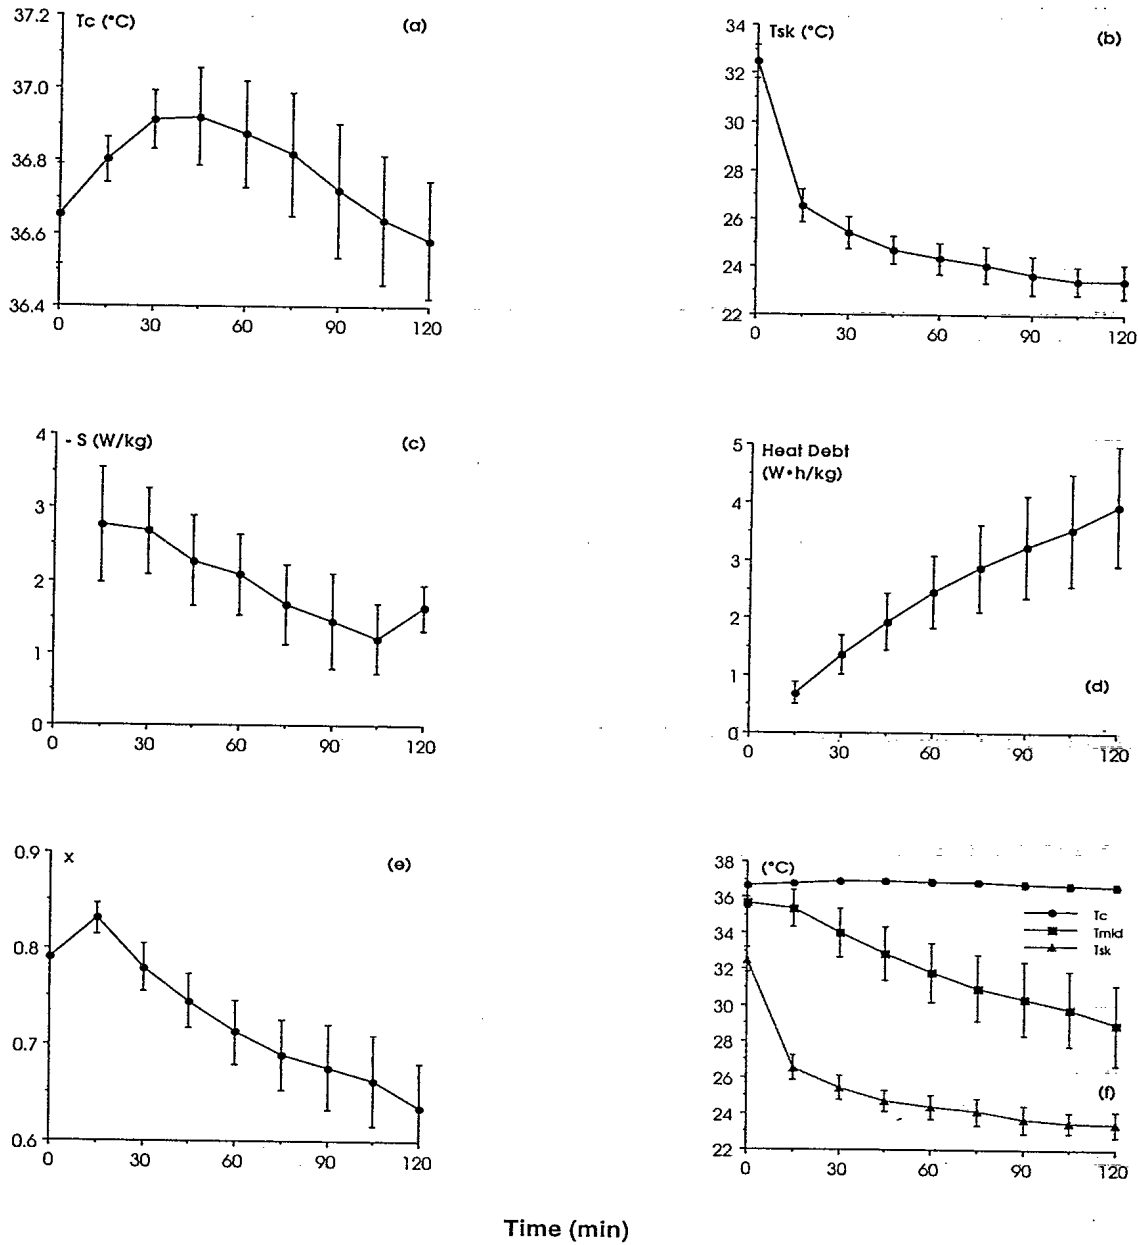 Tc (°C)
(a)
37.2
37.0
36.8
36.6
36.4
0 30 60 90 120
Tsk (°C)
(b)
34
32
30
28
26
24
22
0 30 60 90 120
- S (W/kg)
(c)
4
3
2
1
0
0 30 60 90 120
Heat Debt
(W•h/kg)
(d)
5
4
3
2
1
0
0 30 60 90 120
x
(e)
0.9
0.8
0.7
0.6
0 30 60 90 120
(°C)
Tc
Tmid
Tsk
(f)
38
36
34
32
30
28
26
24
22
0 30 60 90 120
Time (min)